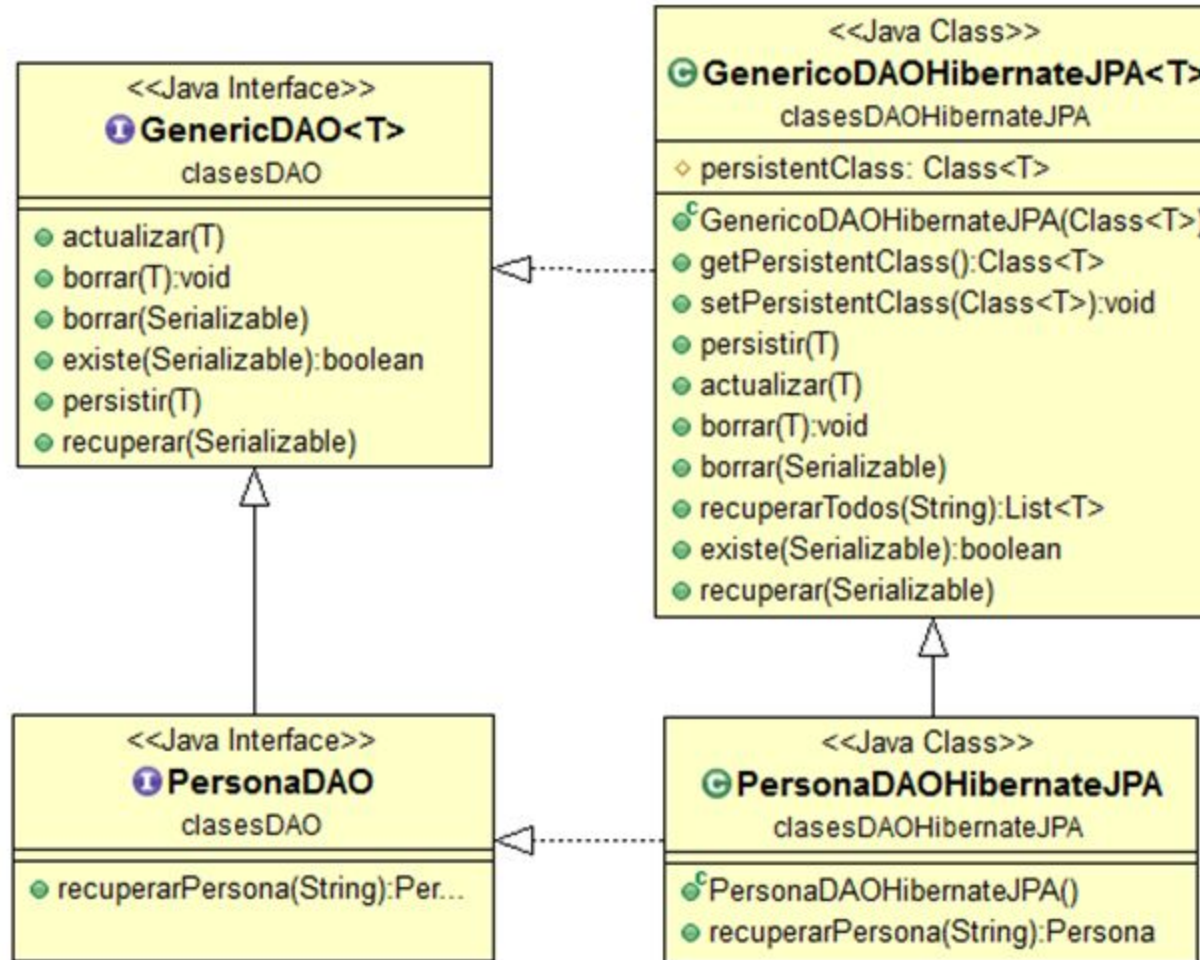 <<Java Interface>>
GenericDAO<T>
clasesDAO
actualizar(T)
borrar(T):void
borrar(Serializable)
existe(Serializable):boolean
persistir(T)
recuperar(Serializable)
<<Java Class>>
GenericoDAOHibernateJPA<T>
clasesDAOHibernateJPA
persistentClass: Class<T>
GenericoDAOHibernateJPA(Class<T>)
getPersistentClass():Class<T>
setPersistentClass(Class<T>):void
persistir(T)
actualizar(T)
borrar(T):void
borrar(Serializable)
recuperarTodos(String):List<T>
existe(Serializable):boolean
recuperar(Serializable)
<<Java Interface>>
PersonaDAO
clasesDAO
recuperarPersona(String):Per...
<<Java Class>>
PersonaDAOHibernateJPA
clasesDAOHibernateJPA
PersonaDAOHibernateJPA()
recuperarPersona(String):Persona